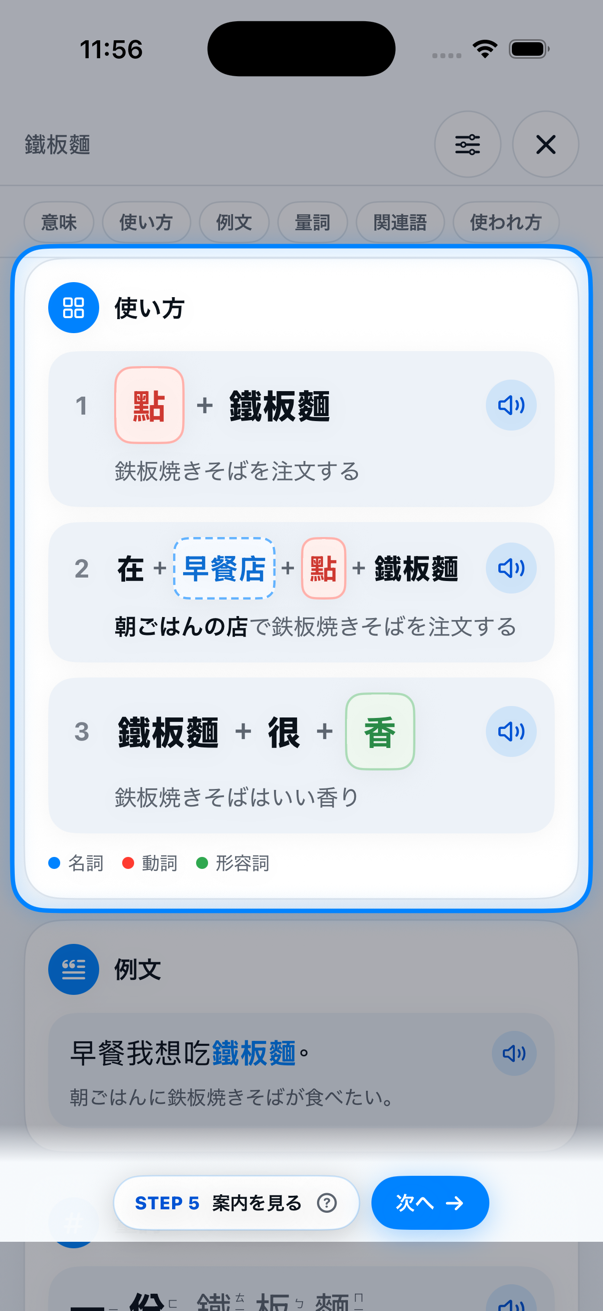 11:56
鐵板麵
意味 使い方 例文 量詞 関連語 使われ方
使い方
1 點 + 鐵板麵
鉄板焼きそばを注文する
2 在 + 早餐店 + 點 + 鐵板麵
朝ごはんの店で鉄板焼きそばを注文する
3 鐵板麵 + 很 + 香
鉄板焼きそばはいい香り
名詞 動詞 形容詞
例文
早餐我想吃鐵板麵。
朝ごはんに鉄板焼きそばが食べたい。
STEP 5 案内を見る ? 次へ →
一 份 鐵 板 麵